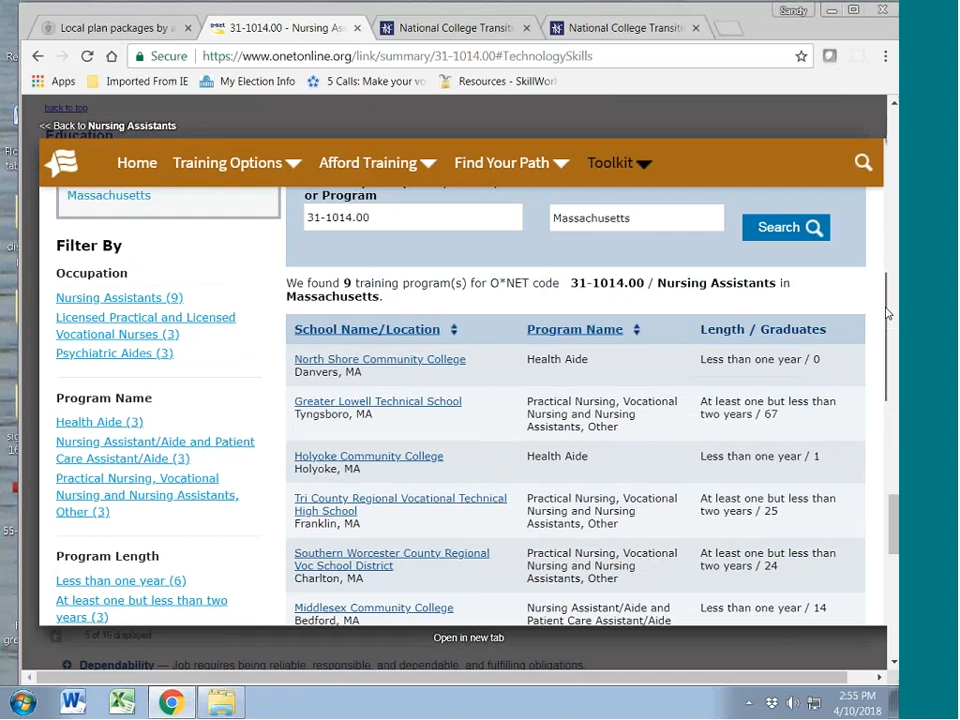 Sandy
Local plan packages by a
31-1014.00 - Nursing As
National College Transiti
National College Transiti
Secure
https://www.onetonline.org/link/summary/31-1014.00#TechnologySkills
Apps
Imported From IE
My Election Info
5 Calls: Make your vo
Resources - SkillWor
back to top
<< Back to Nursing Assistants
Education
Home
Training Options
Afford Training
Find Your Path
Toolkit
Massachusetts
or Program
31-1014.00
Massachusetts
Search
Filter By
Occupation
Nursing Assistants (9)
Licensed Practical and Licensed
Vocational Nurses (3)
Psychiatric Aides (3)
Program Name
Health Aide (3)
Nursing Assistant/Aide and Patient
Care Assistant/Aide (3)
Practical Nursing, Vocational
Nursing and Nursing Assistants,
Other (3)
Program Length
Less than one year (6)
At least one but less than two
years (3)
We found 9 training program(s) for O*NET code 31-1014.00 / Nursing Assistants in
Massachusetts.
School Name/Location
Program Name
Length / Graduates
North Shore Community College
Danvers, MA
Health Aide
Less than one year / 0
Greater Lowell Technical School
Tyngsboro, MA
Practical Nursing, Vocational
Nursing and Nursing
Assistants, Other
At least one but less than
two years / 67
Holyoke Community College
Holyoke, MA
Health Aide
Less than one year / 1
Tri County Regional Vocational Technical
High School
Franklin, MA
Practical Nursing, Vocational
Nursing and Nursing
Assistants, Other
At least one but less than
two years / 25
Southern Worcester County Regional
Voc School District
Charlton, MA
Practical Nursing, Vocational
Nursing and Nursing
Assistants, Other
At least one but less than
two years / 24
Middlesex Community College
Bedford, MA
Nursing Assistant/Aide and
Patient Care Assistant/Aide
Less than one year / 14
5 of 16 displayed
Open in new tab
Dependability — Job requires being reliable, responsible, and dependable, and fulfilling obligations.
2:55 PM
4/10/2018